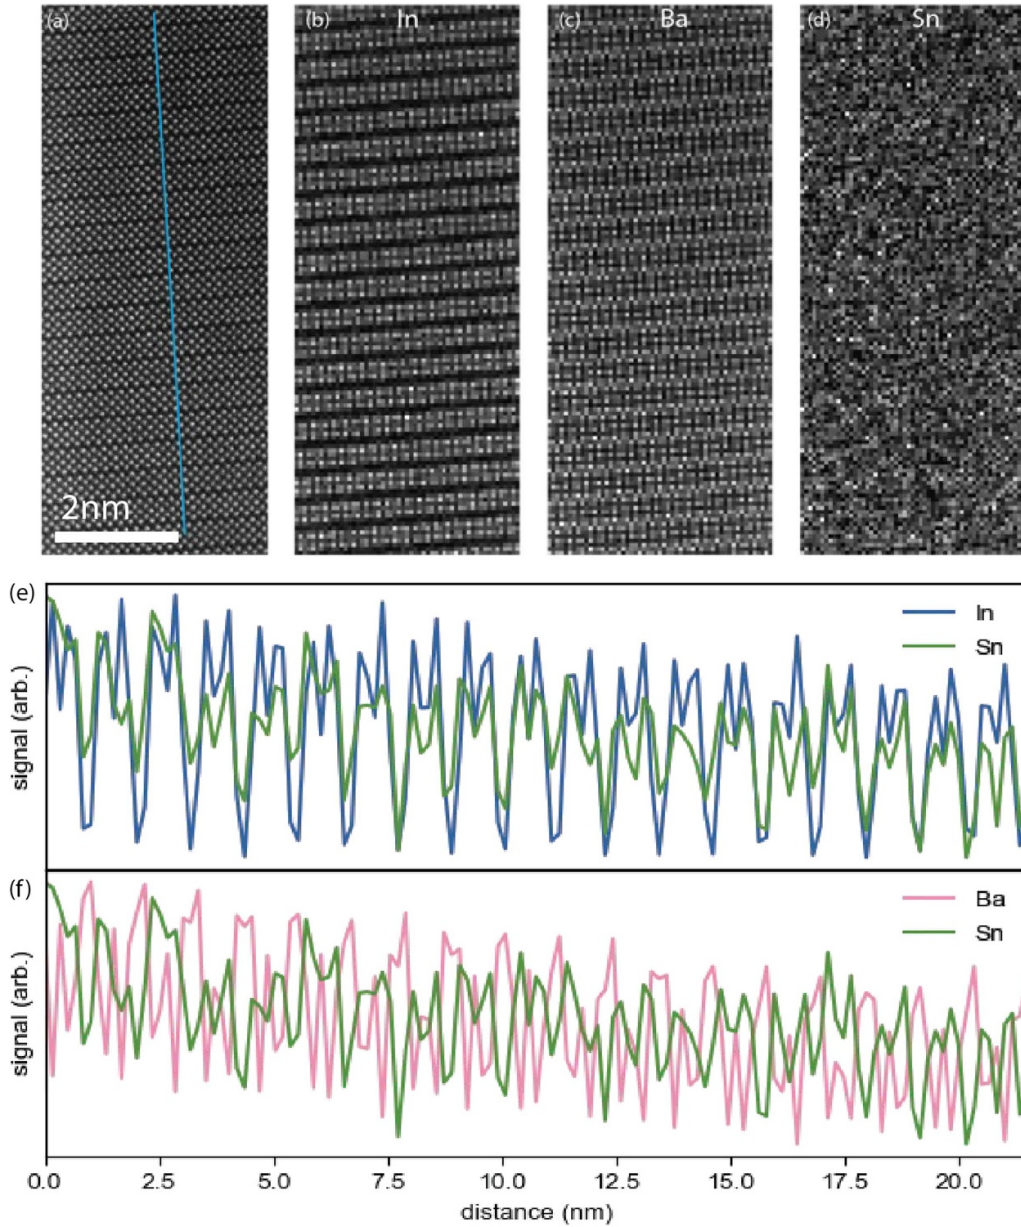 (a)
(b) In
(c) Ba
(d) Sn
2nm
(e)
In
Sn
signal (arb.)
(f)
Ba
Sn
signal (arb.)
0.0 2.5 5.0 7.5 10.0 12.5 15.0 17.5 20.0
distance (nm)